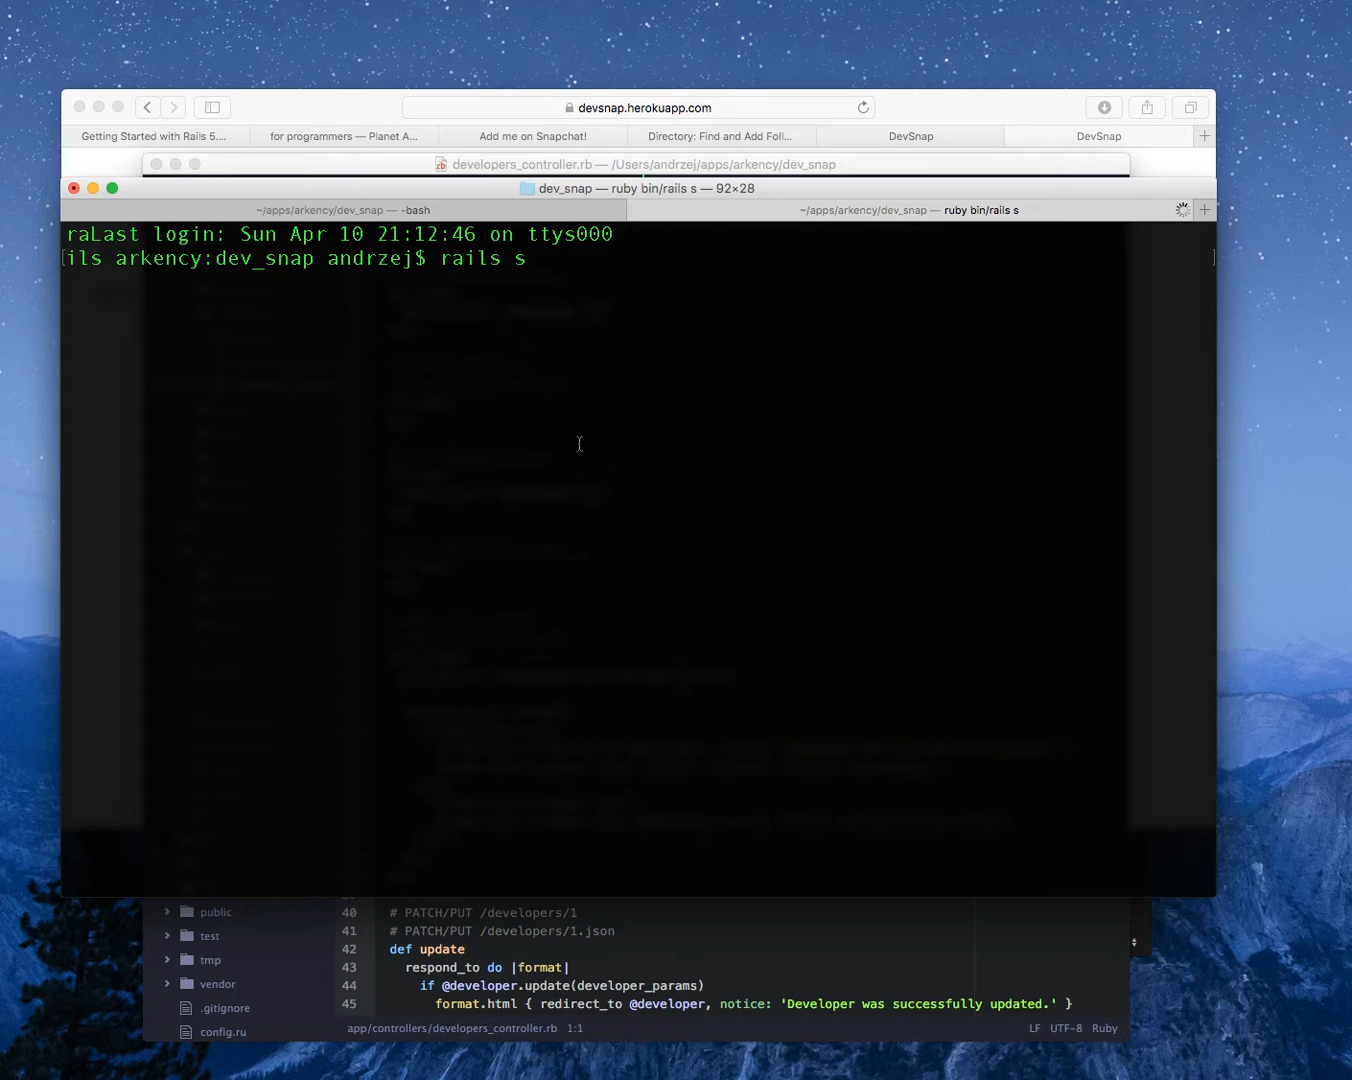 devsnap.herokuapp.com
Getting Started with Rails 5....
for programmers — Planet A...
Add me on Snapchat!
Directory: Find and Add Foll...
DevSnap
DevSnap
developers_controller.rb — /Users/andrzej/apps/arkency/dev_snap
dev_snap — ruby bin/rails s — 92×28
~/apps/arkency/dev_snap — -bash
~/apps/arkency/dev_snap — ruby bin/rails s
raLast login: Sun Apr 10 21:12:46 on ttys000
[ils arkency:dev_snap andrzej$ rails s ]
public
test
tmp
vendor
.gitignore
config.ru
40 # PATCH/PUT /developers/1
41 # PATCH/PUT /developers/1.json
42 def update
43 respond_to do |format|
44 if @developer.update(developer_params)
45 format.html { redirect_to @developer, notice: 'Developer was successfully updated.' }
app/controllers/developers_controller.rb 1:1
LF UTF-8 Ruby